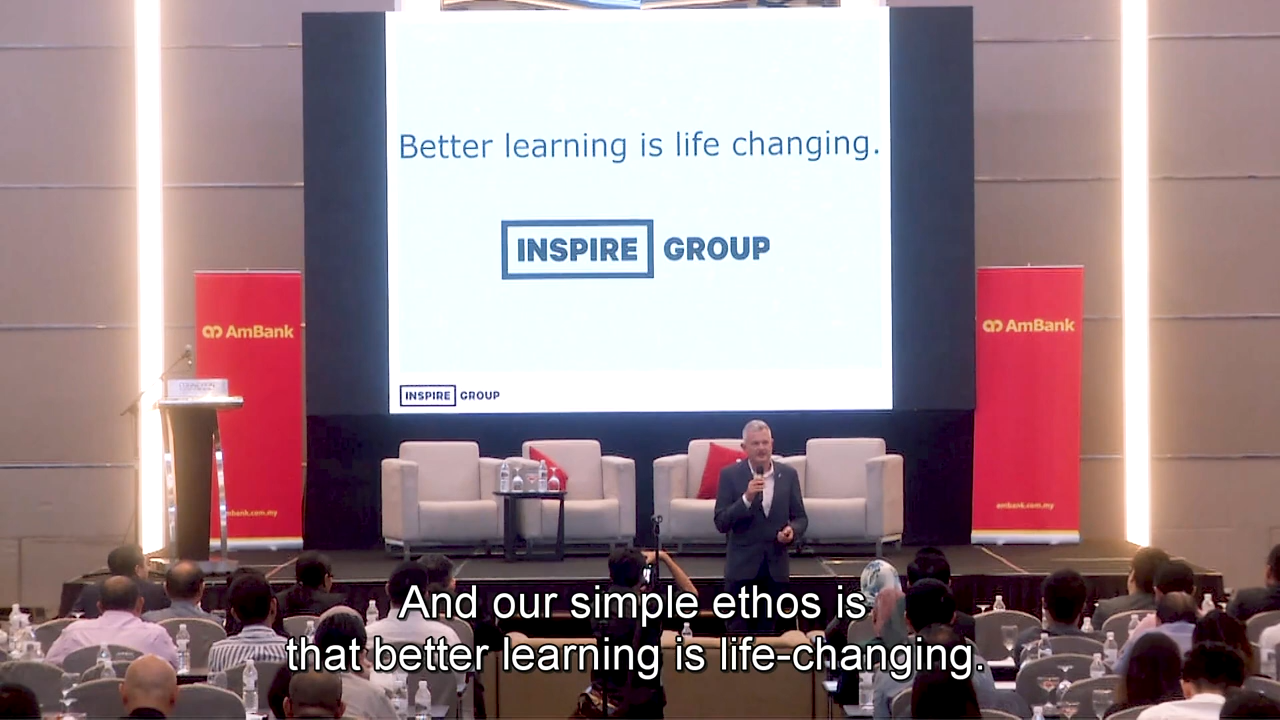 Better learning is life changing.
INSPIRE GROUP
AmBank
AmBank
INSPIRE GROUP
ambank.com.my
ambank.com.my
And our simple ethos is
that better learning is life-changing.